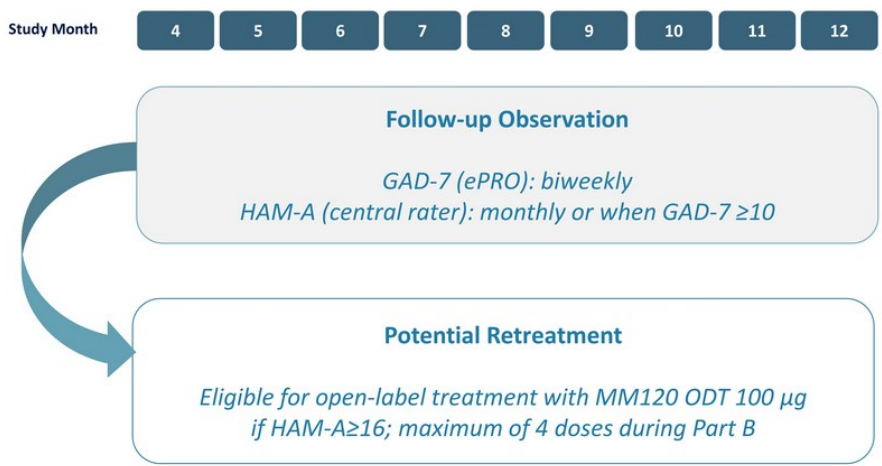 Study Month 4 5 6 7 8 9 10 11 12
Follow-up Observation
GAD-7 (ePRO): biweekly
HAM-A (central rater): monthly or when GAD-7 ≥10
Potential Retreatment
Eligible for open-label treatment with MM120 ODT 100 μg
if HAM-A≥16; maximum of 4 doses during Part B